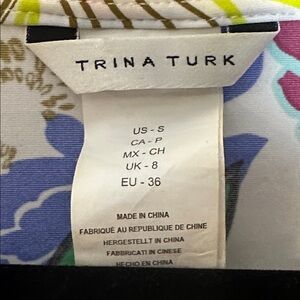 TRINA TURK
US - S
CA - P
MX - CH
UK - 8
EU - 36
MADE IN CHINA
FABRIQUÉ AU REPUBLIQUE DE CHINE
HERGESTELLT IN CHINA
FABBRICATI IN CINESE
HECHO EN CHINA